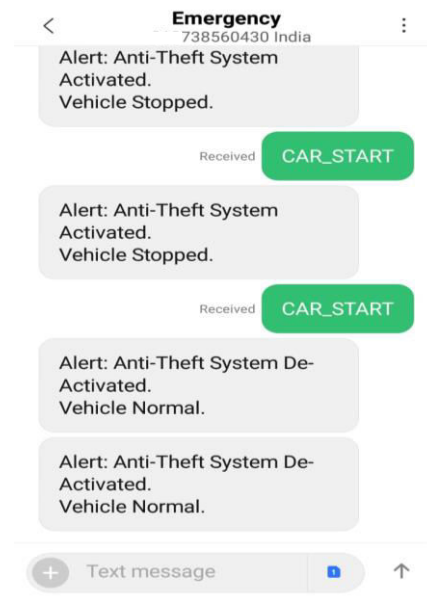 Emergency
738560430 India
Alert: Anti-Theft System
Activated.
Vehicle Stopped.
Received CAR_START
Alert: Anti-Theft System
Activated.
Vehicle Stopped.
Received CAR_START
Alert: Anti-Theft System De-
Activated.
Vehicle Normal.
Alert: Anti-Theft System De-
Activated.
Vehicle Normal.
Text message 1